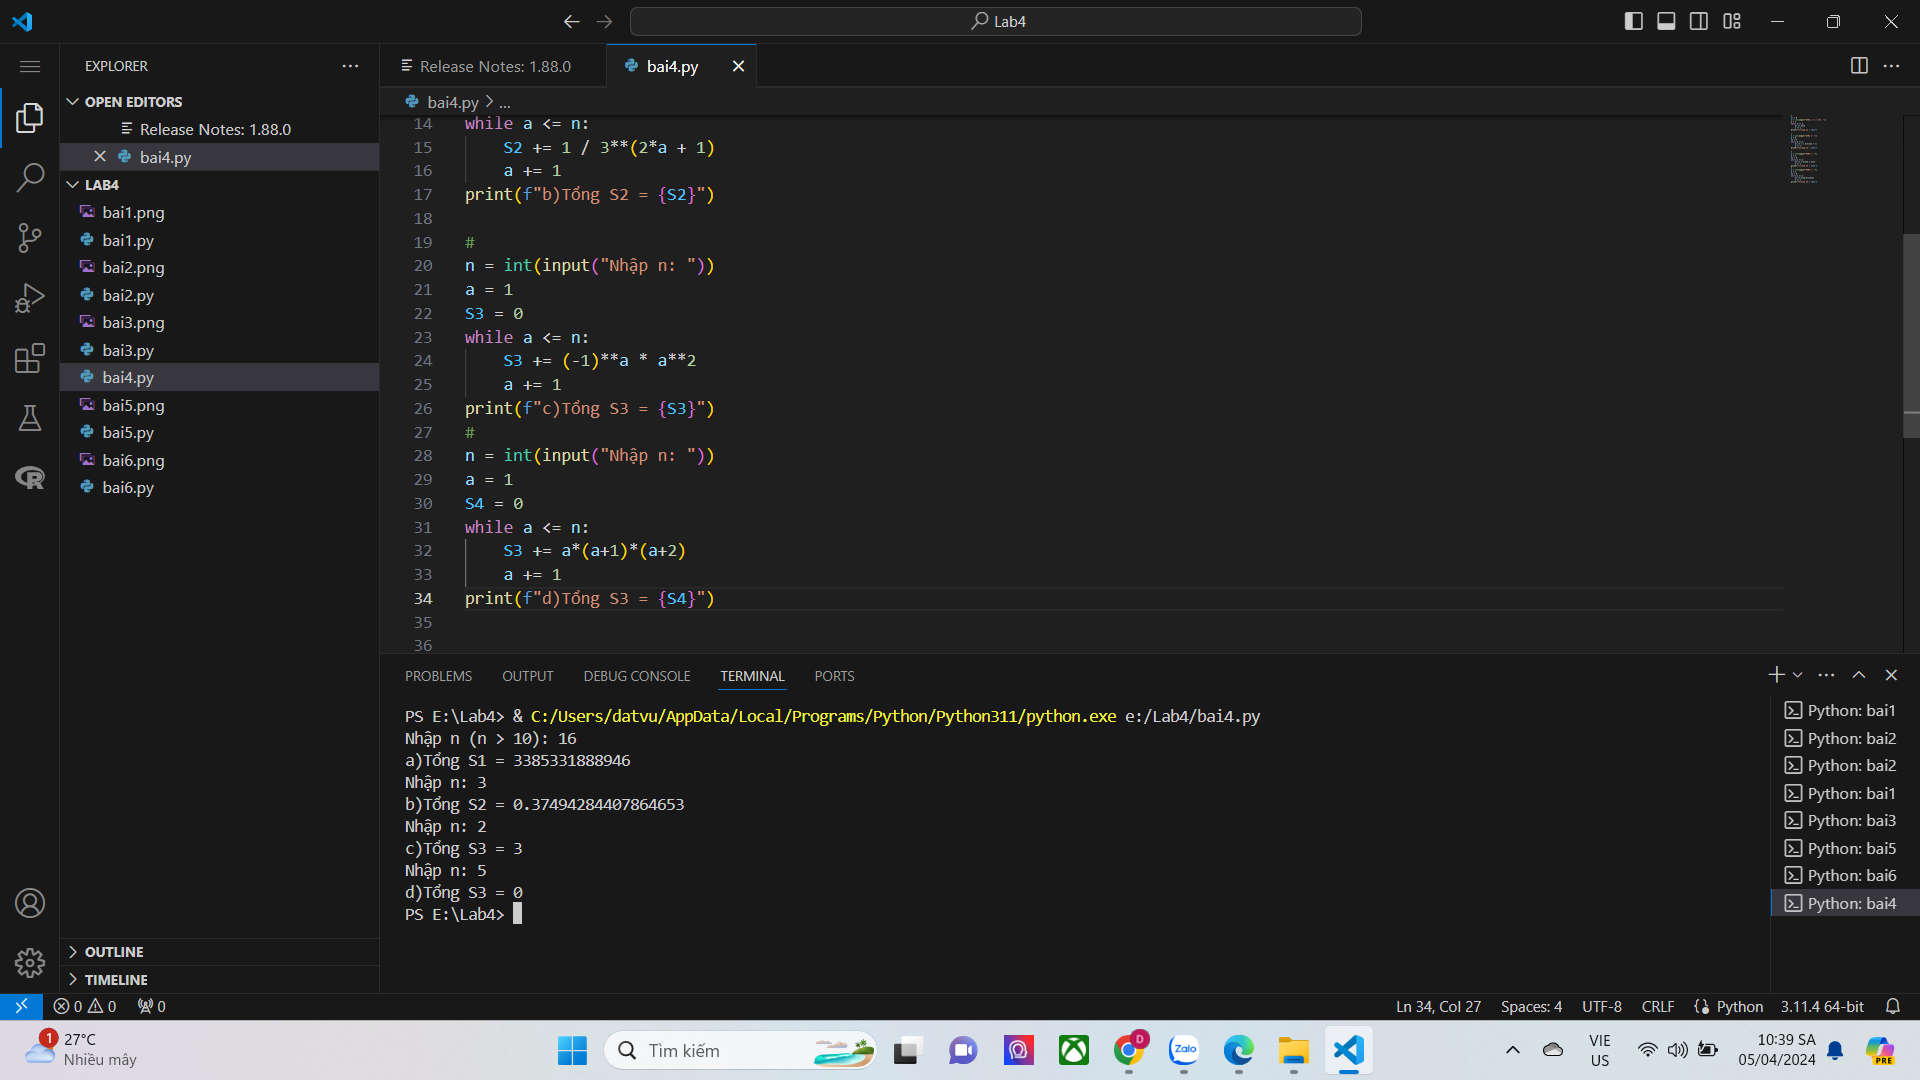 Lab4
EXPLORER
Release Notes: 1.88.0
bai4.py
OPEN EDITORS
Release Notes: 1.88.0
bai4.py
LAB4
bai1.png
bai1.py
bai2.png
bai2.py
bai3.png
bai3.py
bai4.py
bai5.png
bai5.py
bai6.png
bai6.py
OUTLINE
TIMELINE
bai4.py > ...
14 while a <= n:
15     S2 += 1 / 3**(2*a + 1)
16     a += 1
17 print(f"b)Tổng S2 = {S2}")
18
19 #
20 n = int(input("Nhập n: "))
21 a = 1
22 S3 = 0
23 while a <= n:
24     S3 += (-1)**a * a**2
25     a += 1
26 print(f"c)Tổng S3 = {S3}")
27 #
28 n = int(input("Nhập n: "))
29 a = 1
30 S4 = 0
31 while a <= n:
32     S3 += a*(a+1)*(a+2)
33     a += 1
34 print(f"d)Tổng S3 = {S4}")
35
36
PROBLEMS OUTPUT DEBUG CONSOLE TERMINAL PORTS
PS E:\Lab4> & C:/Users/datvu/AppData/Local/Programs/Python/Python311/python.exe e:/Lab4/bai4.py
Nhập n (n > 10): 16
a)Tổng S1 = 3385331888946
Nhập n: 3
b)Tổng S2 = 0.37494284407864653
Nhập n: 2
c)Tổng S3 = 3
Nhập n: 5
d)Tổng S3 = 0
PS E:\Lab4>
Python: bai1
Python: bai2
Python: bai2
Python: bai1
Python: bai3
Python: bai5
Python: bai6
Python: bai4
0 0 0
Ln 34, Col 27 Spaces: 4 UTF-8 CRLF Python 3.11.4 64-bit
1
27°C
Nhiều mây
Tìm kiếm
D
Zalo
VIE
US
10:39 SA
05/04/2024
PRE